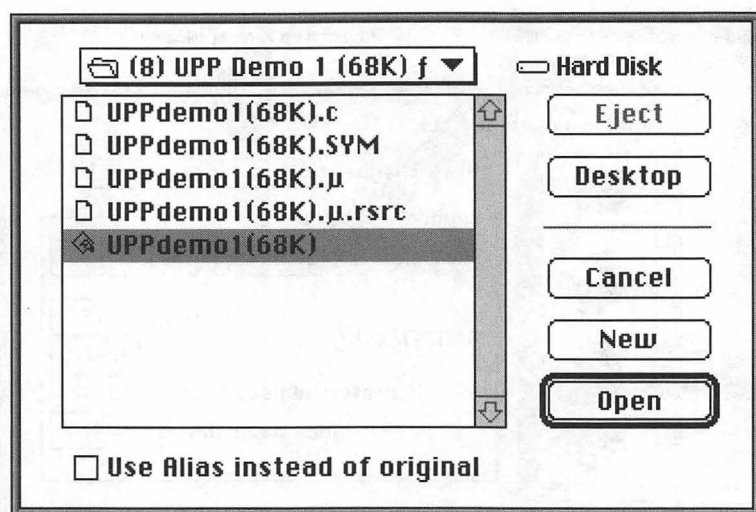 (8) UPP Demo 1 (68K) ƒ
Hard Disk
UPPdemo1(68K).c
UPPdemo1(68K).SYM
UPPdemo1(68K).µ
UPPdemo1(68K).µ.rsrc
UPPdemo1(68K)
Eject
Desktop
Cancel
New
Open
Use Alias instead of original